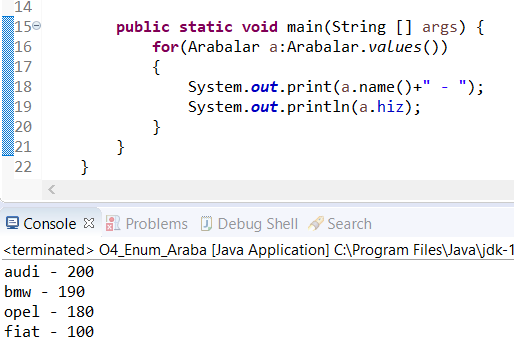 14
15 public static void main(String [] args) {
16 for(Arabalar a:Arabalar.values())
17 {
18 System.out.print(a.name()+" - ");
19 System.out.println(a.hiz);
20 }
21 }
22 }
Console Problems Debug Shell Search
<terminated> O4_Enum_Araba [Java Application] C:\Program Files\Java\jdk-1
audi - 200
bmw - 190
opel - 180
fiat - 100